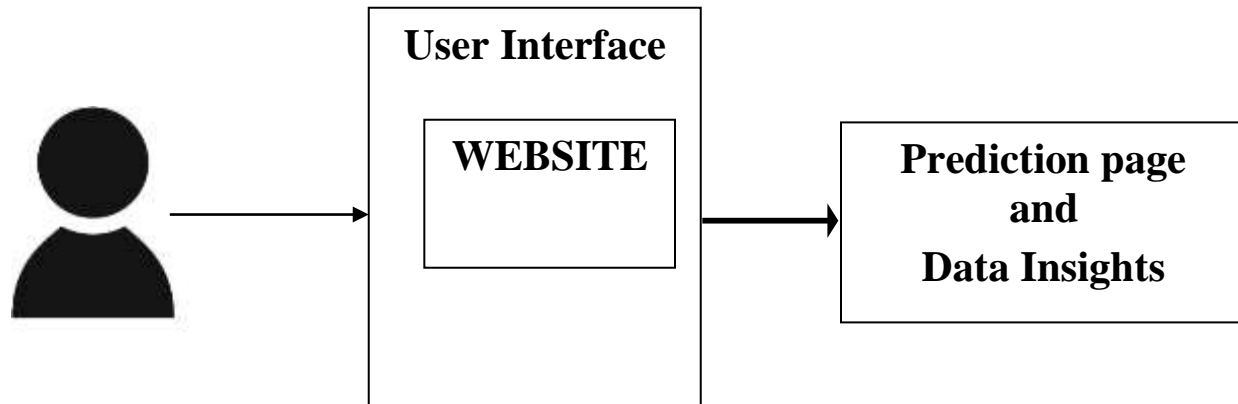 User Interface
WEBSITE
Prediction page
and
Data Insights